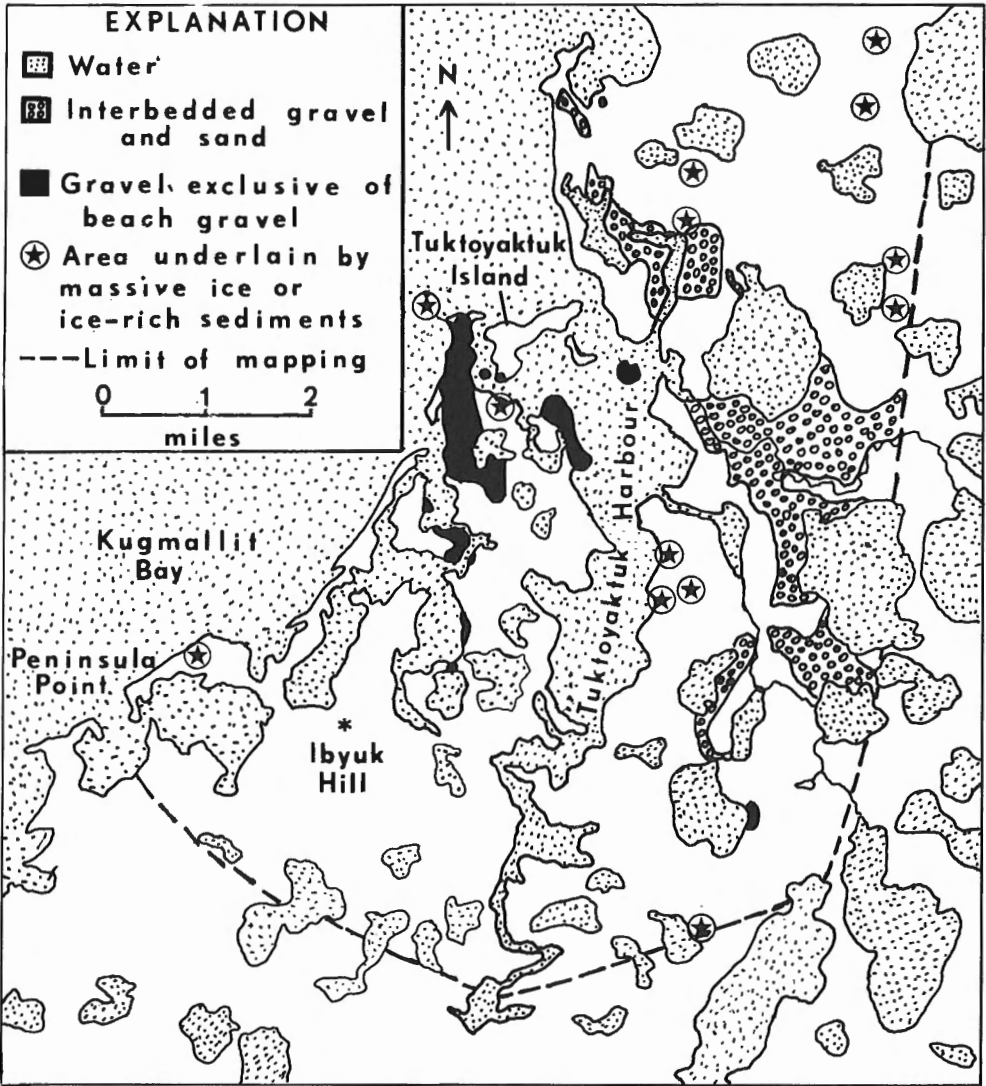 EXPLANATION
Water
Interbedded gravel
and sand
Gravel exclusive of
beach gravel
Area underlain by
massive ice or
ice-rich sediments
Limit of mapping
0 1 2
miles
N
Tuktoyaktuk
Island
Tuktoyaktuk Harbour
Kugmallit
Bay
Peninsula
Point
Ibyuk
Hill